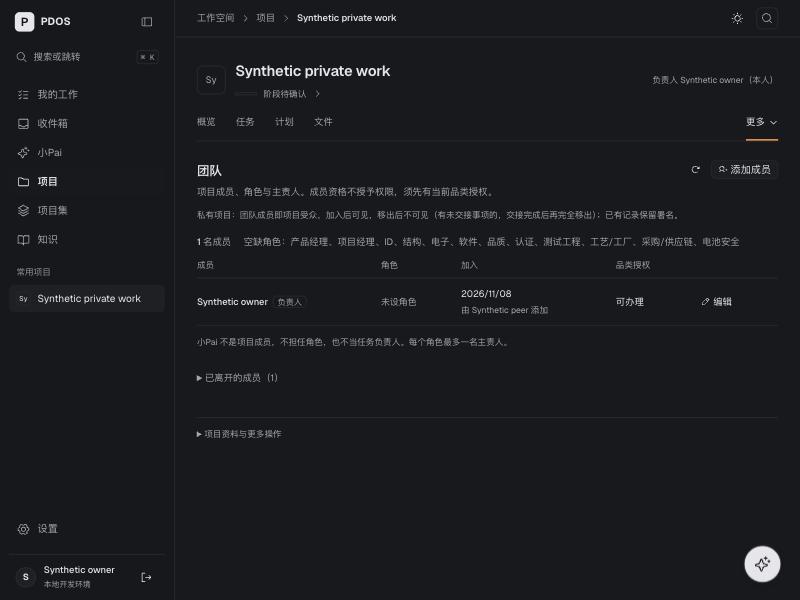 P PDOS
搜索或跳转 ⌘ K
我的工作
收件箱
小Pai
项目
项目集
知识
常用项目
Sy Synthetic private work
设置
S Synthetic owner
本地开发环境
工作空间 > 项目 > Synthetic private work
Sy Synthetic private work
阶段待确认
负责人 Synthetic owner（本人）
概览 任务 计划 文件 更多
团队
添加成员
项目成员、角色与主责人。成员资格不授予权限，须先有当前品类授权。
私有项目：团队成员即项目受众，加入后可见，移出后不可见（有未交接事项的，交接完成后再完全移出）；已有记录保留署名。
1 名成员 空缺角色：产品经理、项目经理、ID、结构、电子、软件、品质、认证、测试工程、工艺/工厂、采购/供应链、电池安全
成员 角色 加入 品类授权
Synthetic owner 负责人 未设角色 2026/11/08 可办理 编辑
由 Synthetic peer 添加
小Pai 不是项目成员，不担任角色，也不当任务负责人。每个角色最多一名主责人。
已离开的成员（1）
项目资料与更多操作